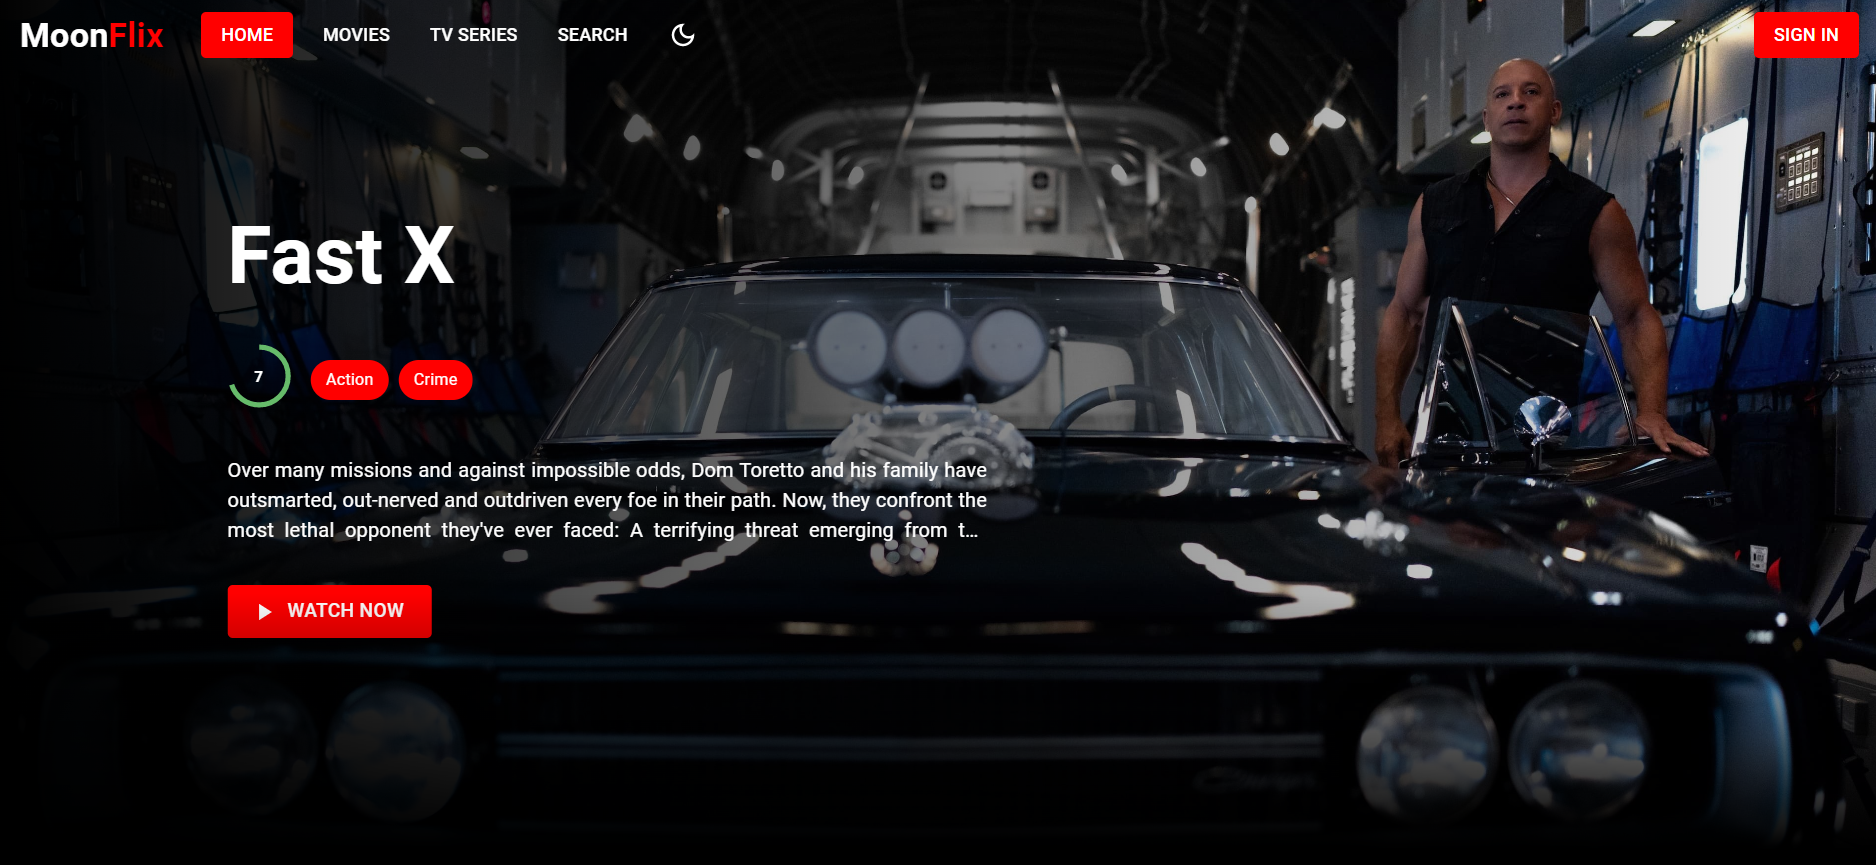 MoonFlix HOME MOVIES TV SERIES SEARCH SIGN IN
Fast X
7 Action Crime
Over many missions and against impossible odds, Dom Toretto and his family have
outsmarted, out-nerved and outdriven every foe in their path. Now, they confront the
most lethal opponent they've ever faced: A terrifying threat emerging from t...
WATCH NOW
Charger